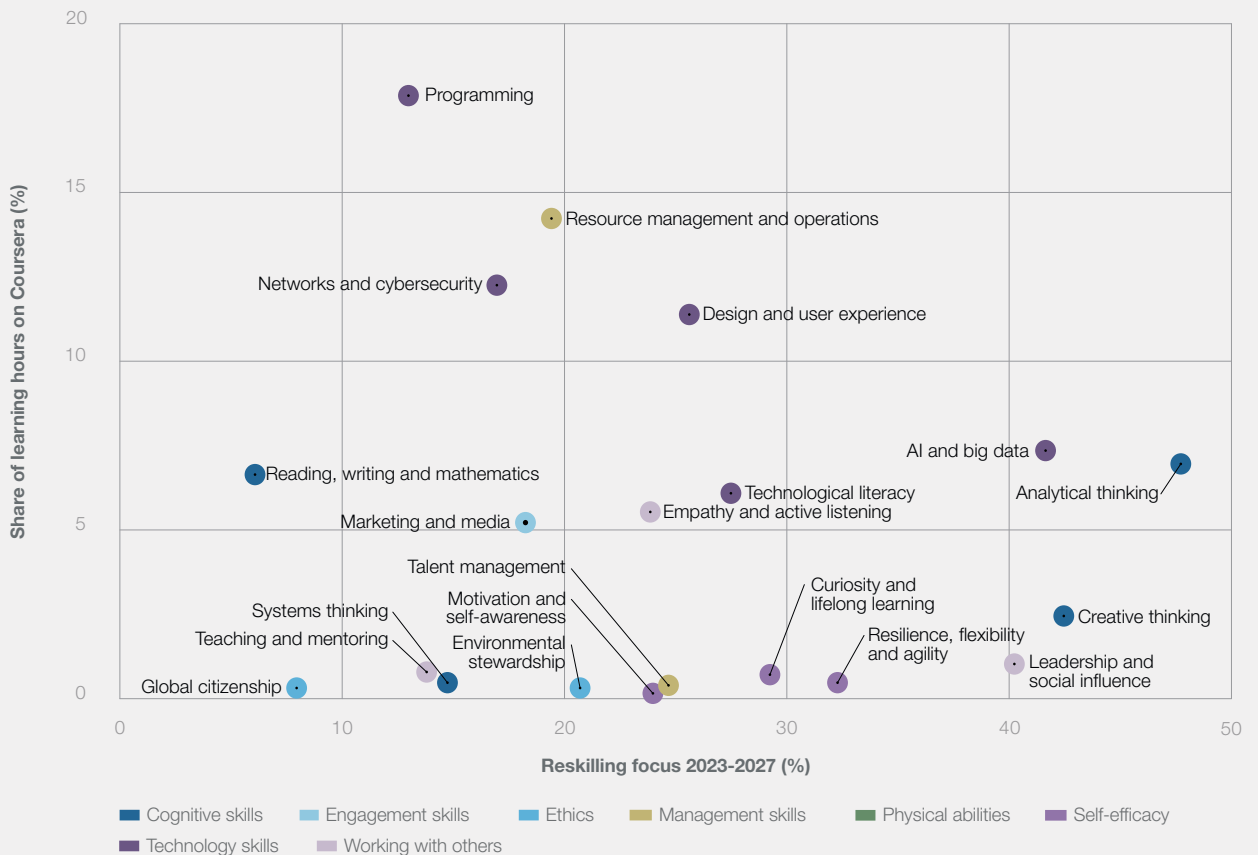 20
Programming
15
Resource management and operations
Networks and cybersecurity
Design and user experience
10
AI and big data
Reading, writing and mathematics
Analytical thinking
Technological literacy
Empathy and active listening
Marketing and media
5
Talent management
Curiosity and
lifelong learning
Motivation and
self-awareness
Systems thinking
Creative thinking
Teaching and mentoring
Environmental
stewardship
Resilience, flexibility
and agility
Leadership and
social influence
Global citizenship
0
0 10 20 30 40 50
Share of learning hours on Coursera (%)
Reskilling focus 2023-2027 (%)
Cognitive skills Engagement skills Ethics Management skills Physical abilities Self-efficacy
Technology skills Working with others